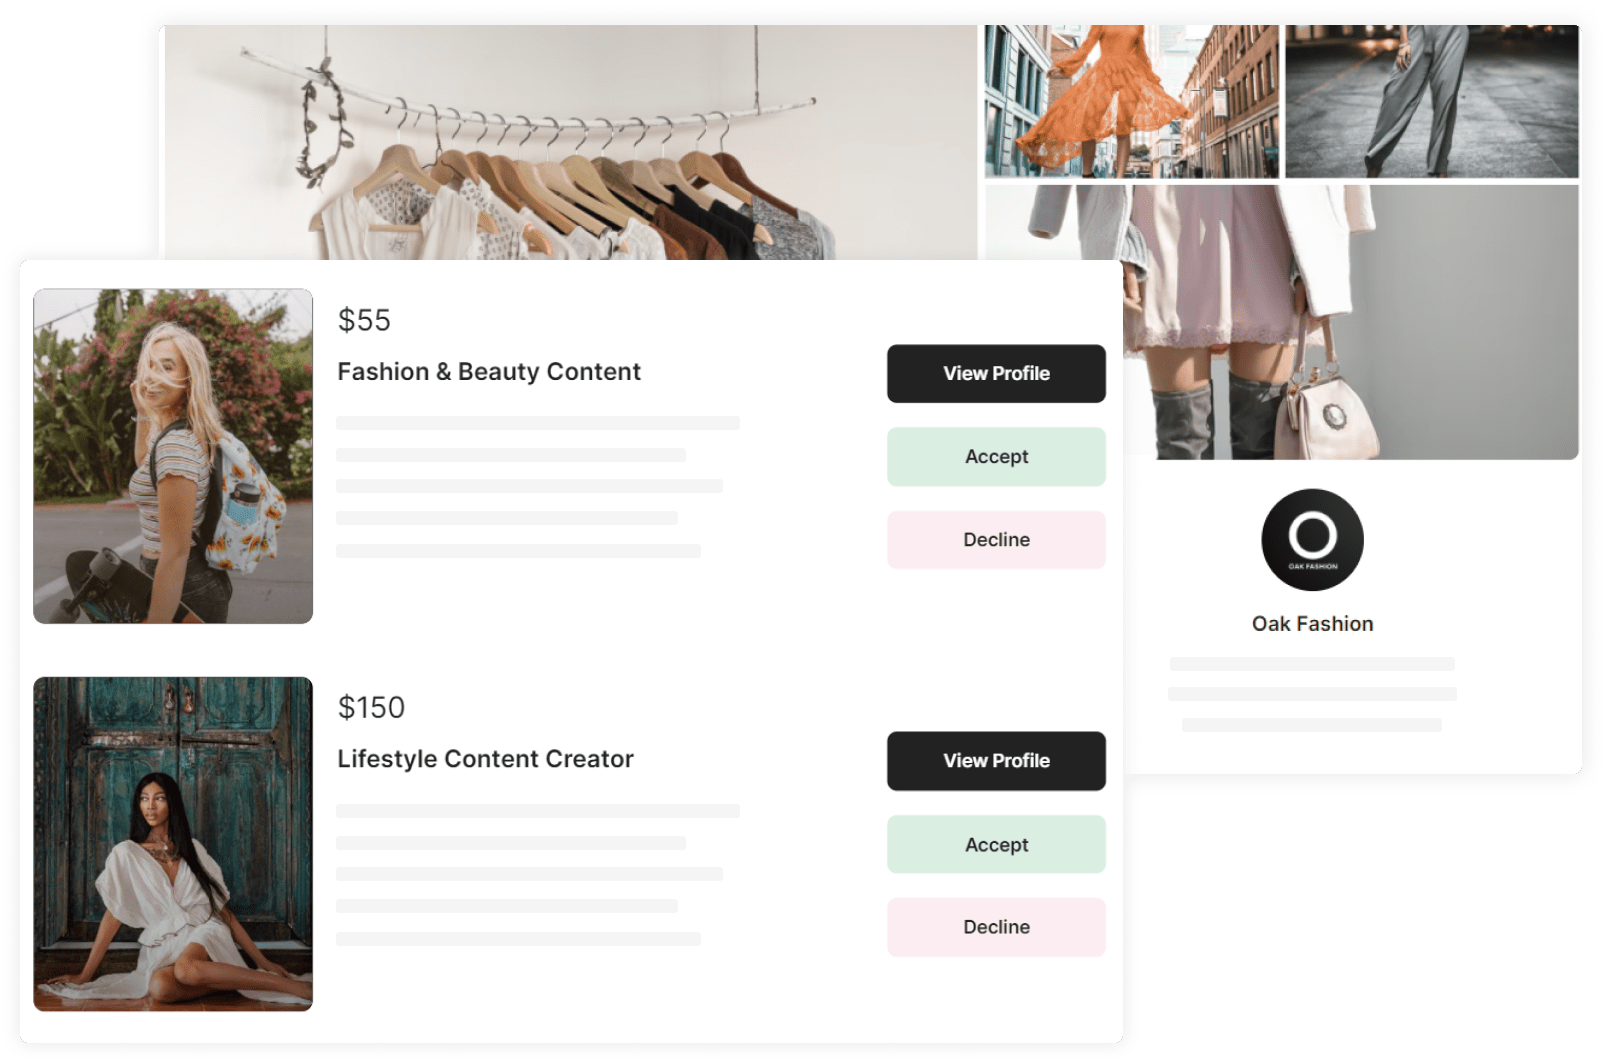 $55
Fashion & Beauty Content
View Profile
Accept
Decline
$150
Lifestyle Content Creator
View Profile
Accept
Decline
OAK FASHION
Oak Fashion